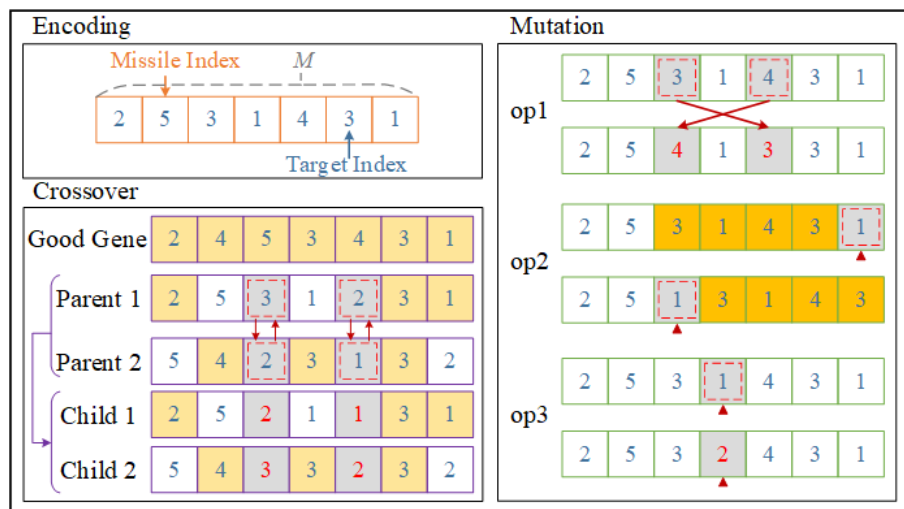 Encoding
Missile Index
M
2 5 3 1 4 3 1
Target Index
Crossover
Good Gene 2 4 5 3 4 3 1
Parent 1 2 5 3 1 2 3 1
Parent 2 5 4 2 3 1 3 2
Child 1 2 5 2 1 1 3 1
Child 2 5 4 3 3 2 3 2
Mutation
2 5 3 1 4 3 1
op1
2 5 4 1 3 3 1
2 5 3 1 4 3 1
op2
2 5 1 3 1 4 3
2 5 3 1 4 3 1
op3
2 5 3 2 4 3 1